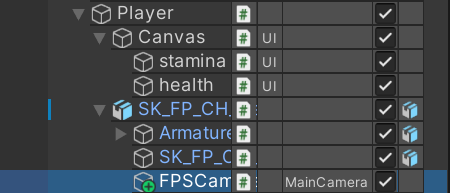 Player
Canvas UI
stamina UI
health UI
SK_FP_CH_
Armature
SK_FP_C
FPSCam MainCamera